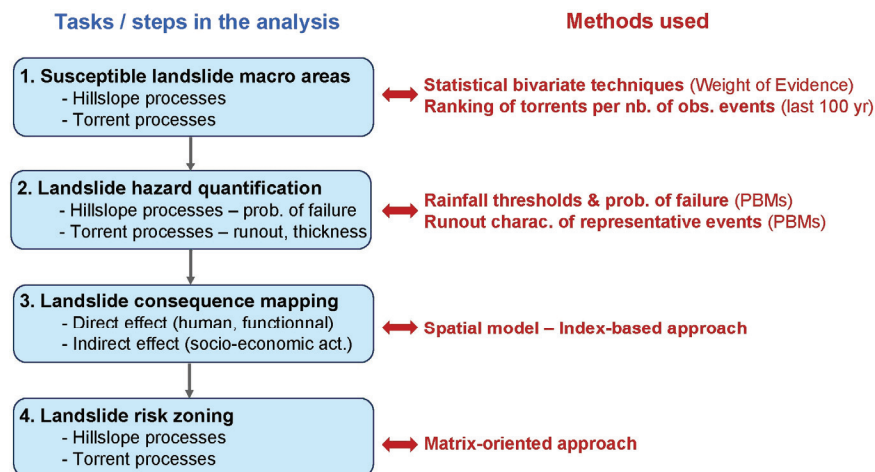 Tasks / steps in the analysis
Methods used
1. Susceptible landslide macro areas
- Hillslope processes
- Torrent processes
Statistical bivariate techniques (Weight of Evidence)
Ranking of torrents per nb. of obs. events (last 100 yr)
2. Landslide hazard quantification
- Hillslope processes – prob. of failure
- Torrent processes – runout, thickness
Rainfall thresholds & prob. of failure (PBMs)
Runout charac. of representative events (PBMs)
3. Landslide consequence mapping
- Direct effect (human, functionnal)
- Indirect effect (socio-economic act.)
Spatial model – Index-based approach
4. Landslide risk zoning
- Hillslope processes
- Torrent processes
Matrix-oriented approach